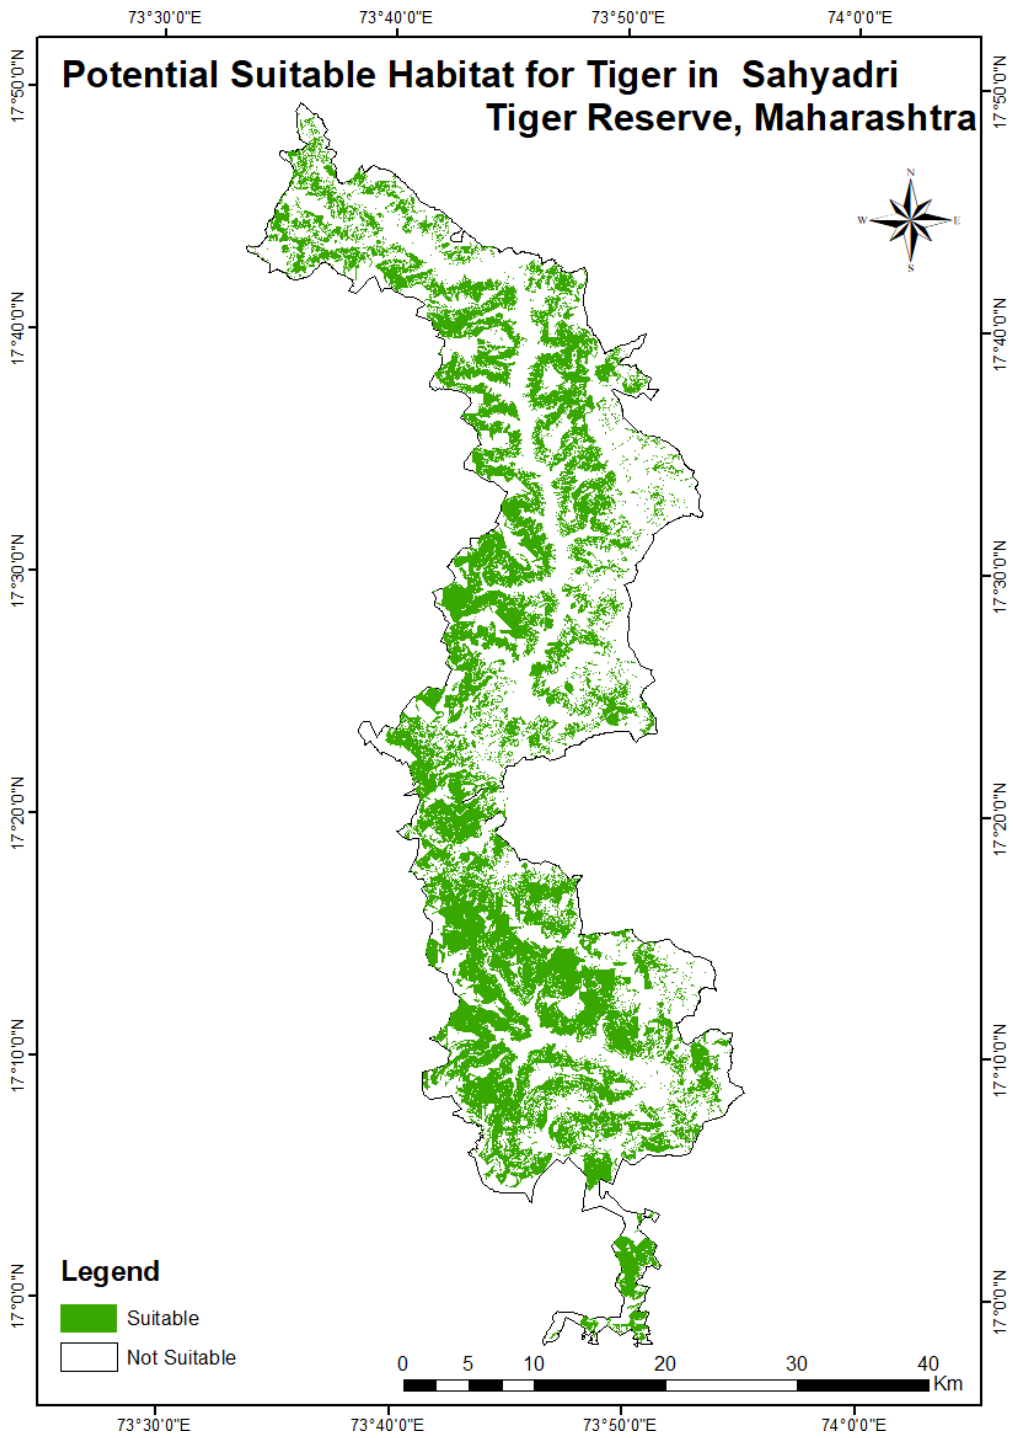 73°30'0"E 73°40'0"E 73°50'0"E 74°0'0"E
Potential Suitable Habitat for Tiger in  Sahyadri
Tiger Reserve, Maharashtra
17°50'0"N 17°50'0"N
N
W E
S
17°40'0"N 17°40'0"N
17°30'0"N 17°30'0"N
17°20'0"N 17°20'0"N
17°10'0"N 17°10'0"N
17°0'0"N 17°0'0"N
Legend
Suitable
Not Suitable
0 5 10 20 30 40
Km
73°30'0"E 73°40'0"E 73°50'0"E 74°0'0"E